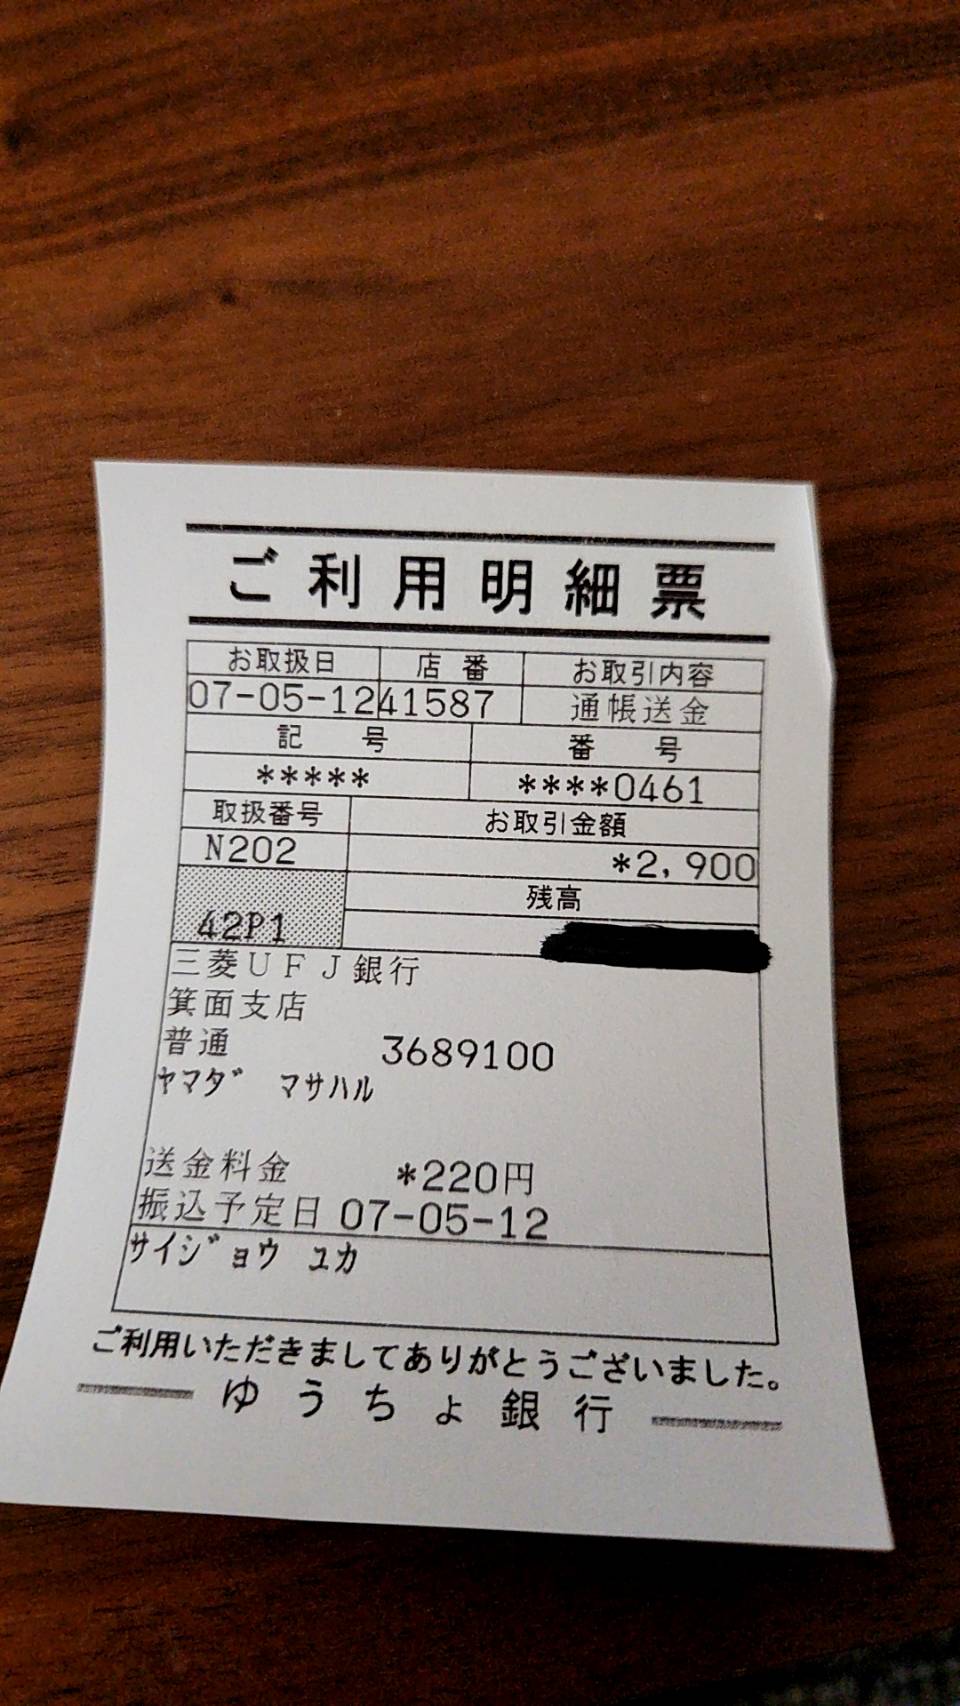 ご利用明細票
お取扱日 店番 お取引内容
07-05-12 41587 通帳送金
記号 番号
***** ****0461
取扱番号 お取引金額
N202 *2,900
残高
42P1
三菱UFJ銀行
箕面支店
普通 3689100
ヤマダ マサハル
送金料金 *220円
振込予定日 07-05-12
サイジョウ ユカ
ご利用いただきましてありがとうございました。
ゆうちょ銀行